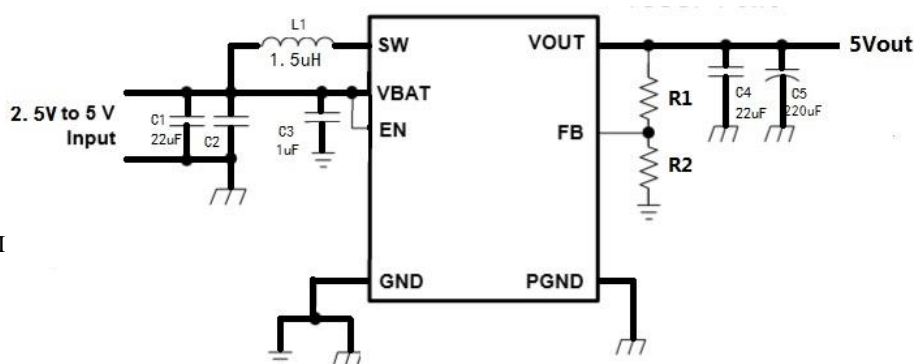 L1
1.5uH
SW
VOUT
5Vout
VBAT
EN
2.5V to 5 V
Input
C1
22uF
C2
C3
1uF
R1
C4
22uF
C5
220uF
FB
R2
GND
PGND